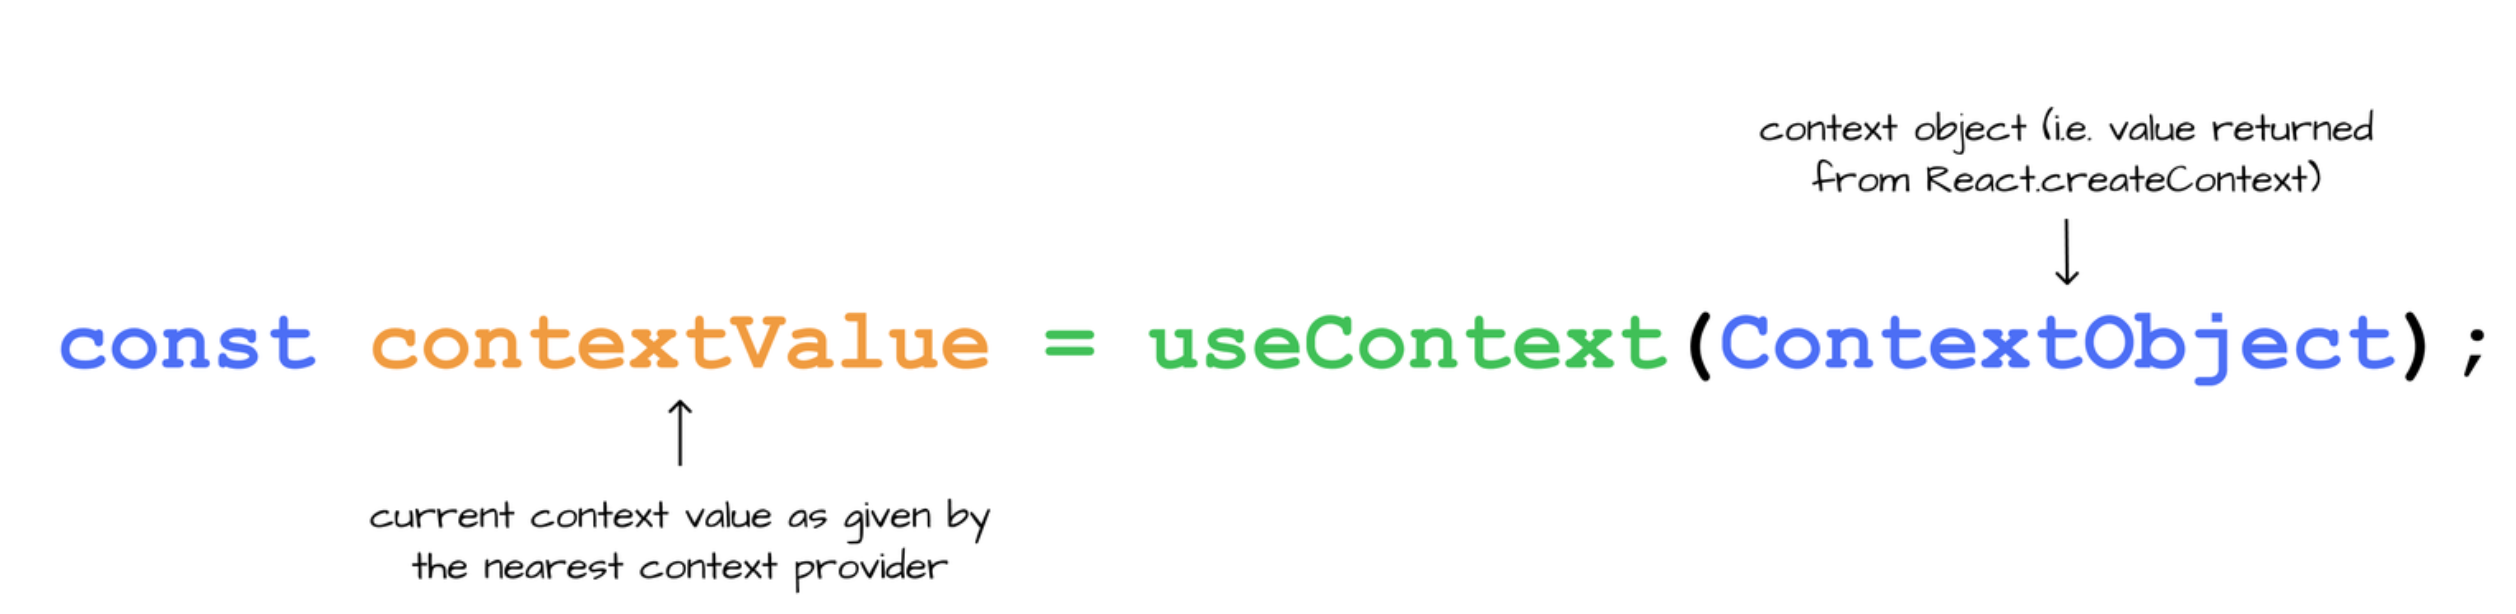 context object (i.e. value returned
from React.createContext)
const contextValue = useContext(ContextObject);
current context value as given by
the nearest context provider